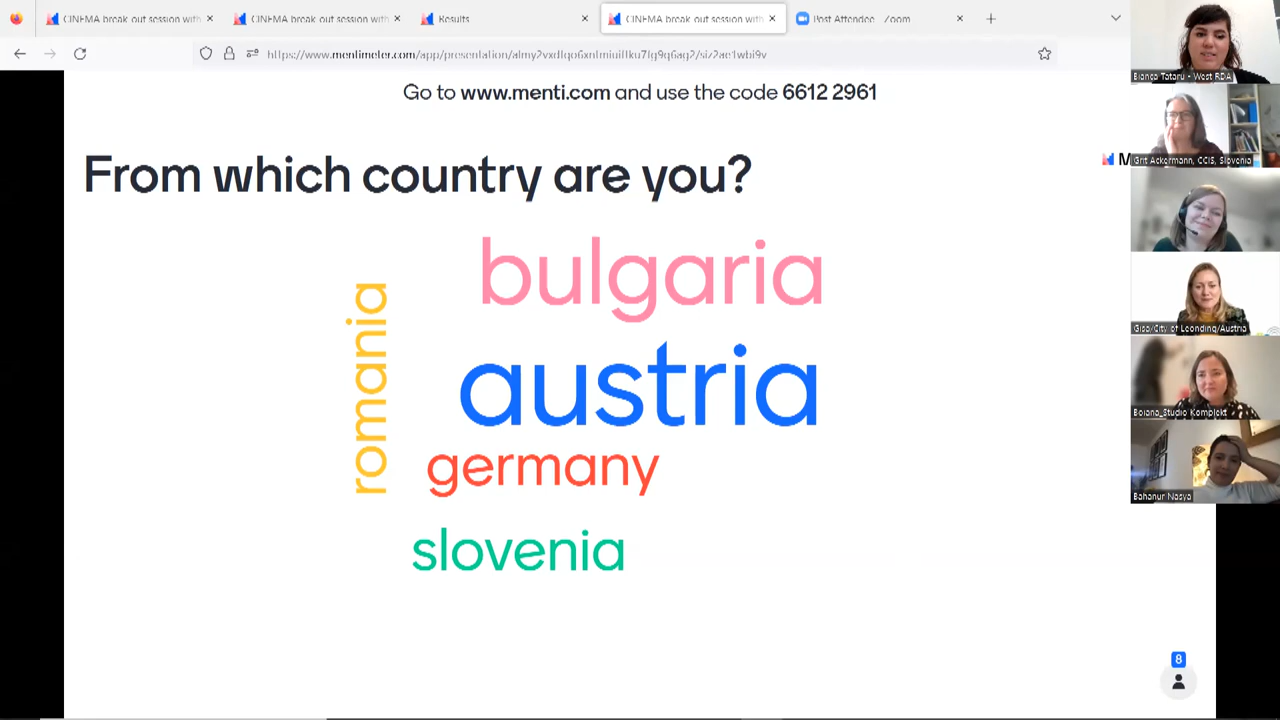 CINEMA break-out session with
CINEMA break-out session with
Results
CINEMA break-out session with
Post Attendee - Zoom
Go to www.menti.com and use the code 6612 2961
From which country are you?
bulgaria
romania
austria
germany
slovenia
8
Bianca Tataru - West RDA
M
Grit Ackermann, CCIS, Slovenia
Gisa/City of Leonding/Austria
Boiana_Studio Komplekt
Bahanur Nasya